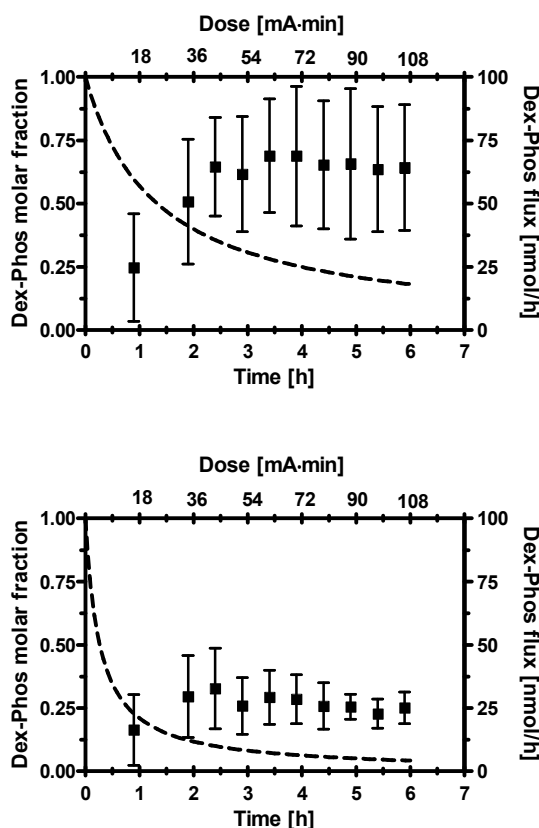 Dose [mA·min]
18 36 54 72 90 108
1.00 100
0.75 75
0.50 50
0.25 25
0.00 0
0 1 2 3 4 5 6 7
Time [h]
Dex-Phos molar fraction
Dex-Phos flux [nmol/h]
Dose [mA·min]
18 36 54 72 90 108
1.00 100
0.75 75
0.50 50
0.25 25
0.00 0
0 1 2 3 4 5 6 7
Time [h]
Dex-Phos molar fraction
Dex-Phos flux [nmol/h]